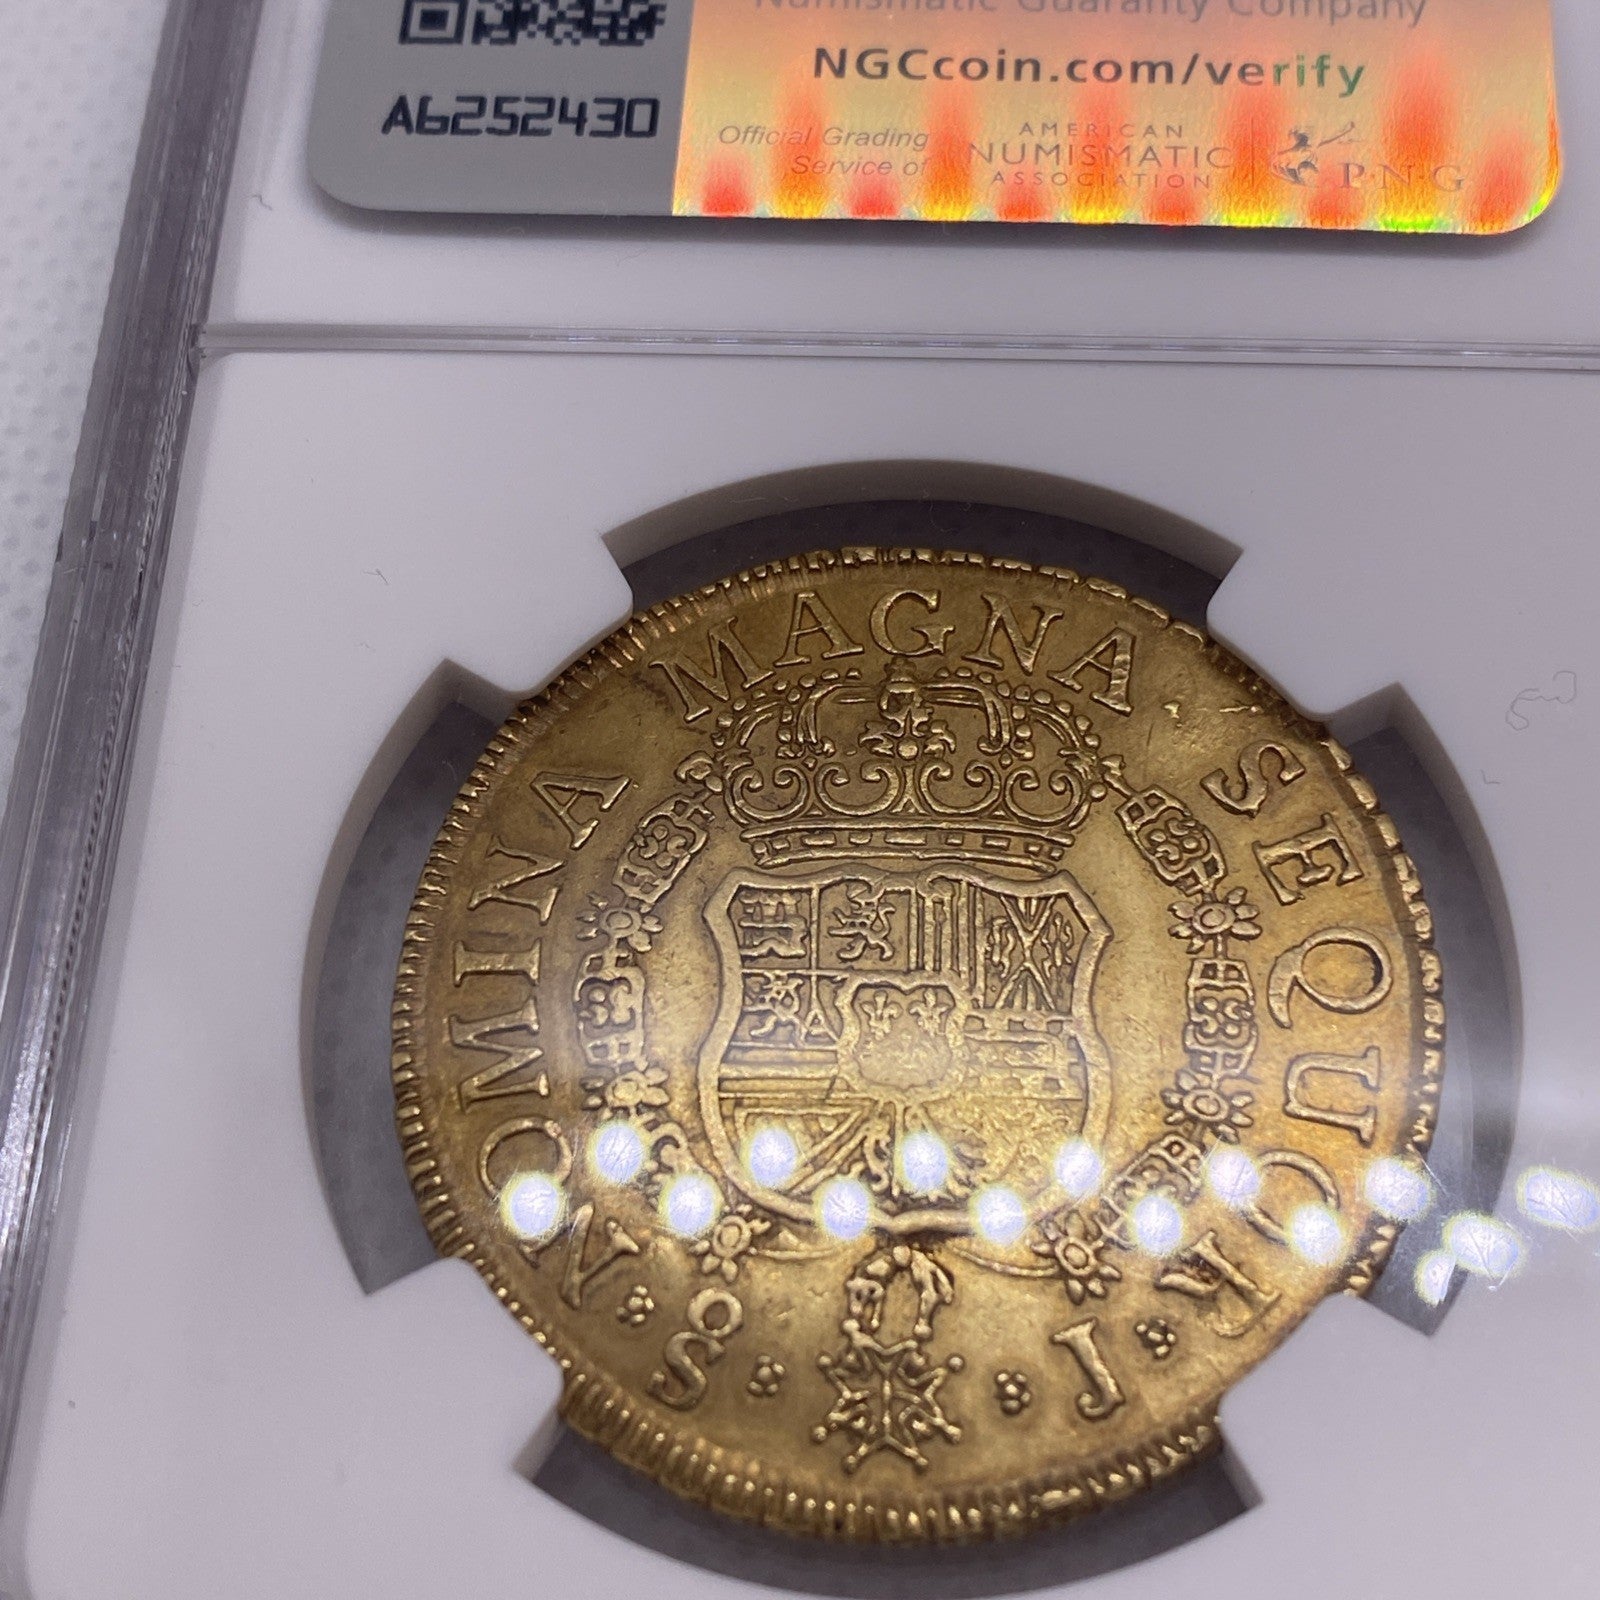 Numismatic Guaranty Company
NGCcoin.com/verify
A6252430
Official Grading
Service of
AMERICAN
NUMISMATIC
ASSOCIATION
PNG
NOMINA MAGNA SEQUOR
S J